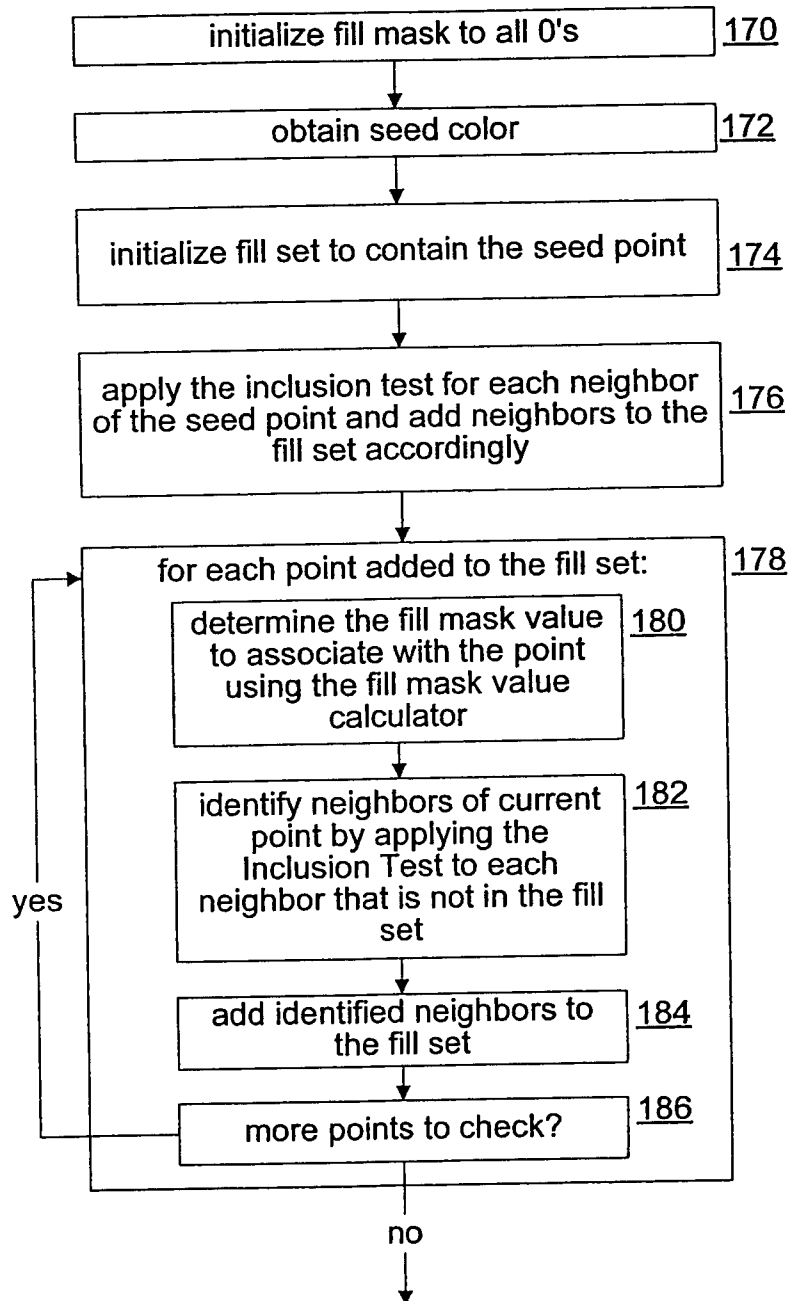 initialize fill mask to all 0's 170
obtain seed color 172
initialize fill set to contain the seed point 174
apply the inclusion test for each neighbor
of the seed point and add neighbors to the
fill set accordingly
176
for each point added to the fill set: 178
determine the fill mask value
to associate with the point
using the fill mask value
calculator
180
identify neighbors of current
point by applying the
Inclusion Test to each
neighbor that is not in the fill
set
182
yes
add identified neighbors to
the fill set
184
more points to check? 186
no